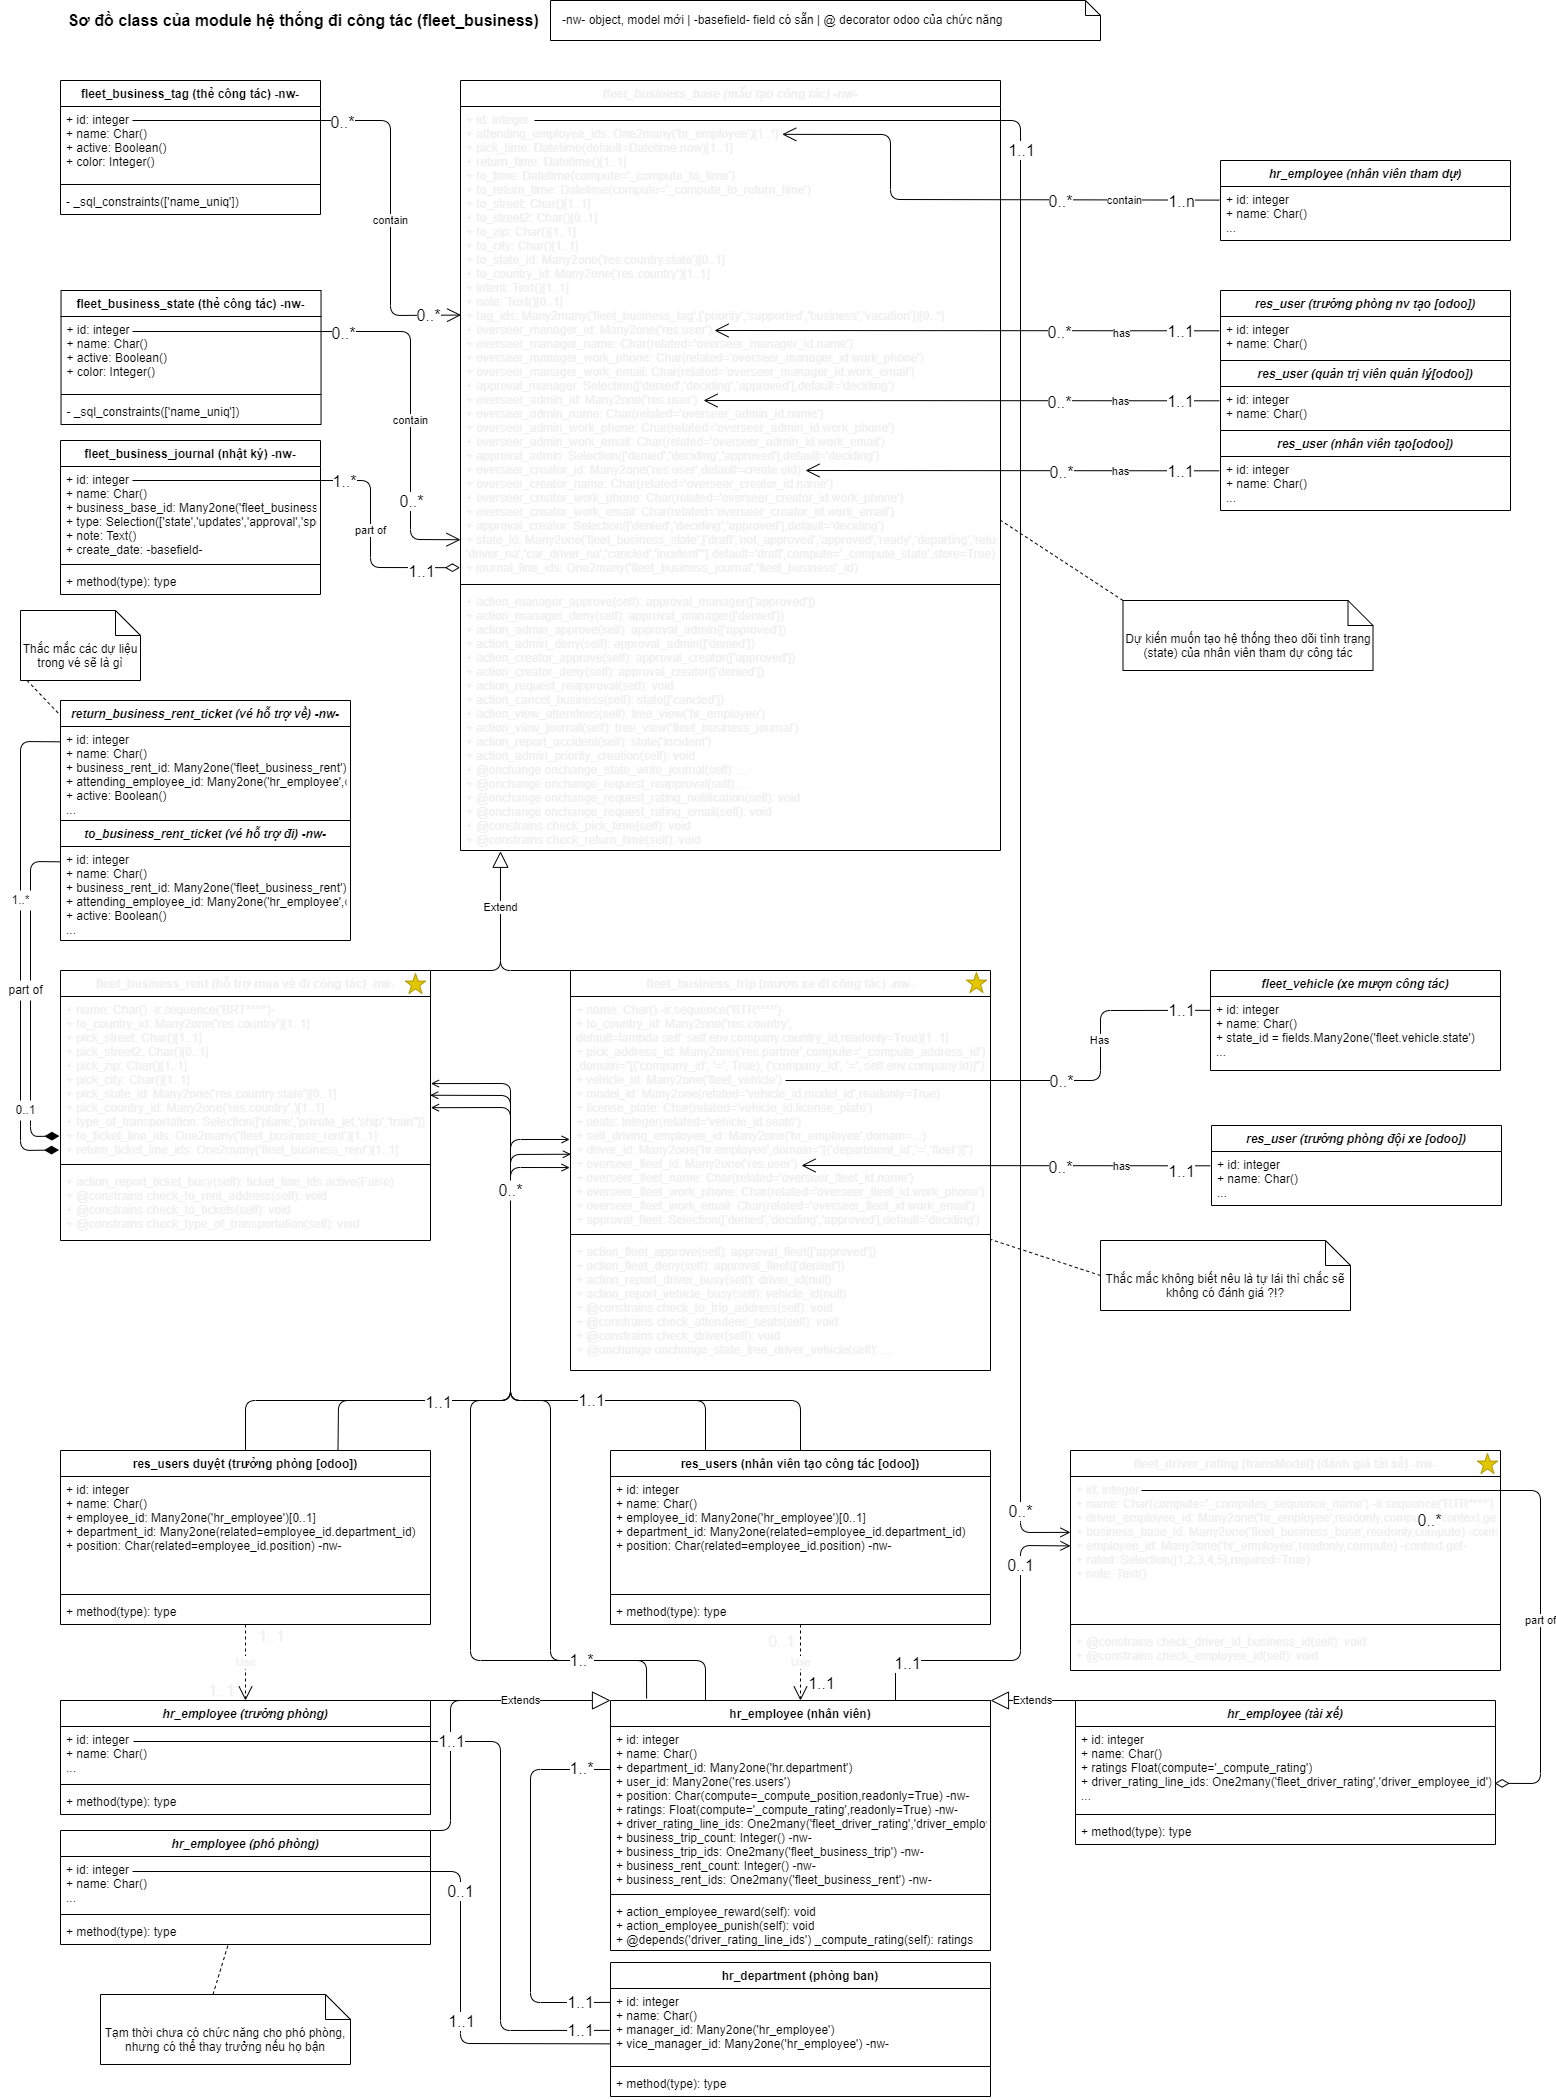 Sơ đồ class của module hệ thống đi công tác (fleet_business)
-nw- object, model mới | -basefield- field có sẵn | @ decorator odoo của chức năng
fleet_business_tag (thẻ công tác) -nw-
+ id: integer
+ name: Char()
+ active: Boolean()
+ color: Integer()
- _sql_constraints(['name_uniq'])
0..*
contain
0..*
fleet_business_state (thẻ công tác) -nw-
+ id: integer
+ name: Char()
+ active: Boolean()
+ color: Integer()
- _sql_constraints(['name_uniq'])
0..*
contain
0..*
fleet_business_journal (nhật ký) -nw-
+ id: integer
+ name: Char()
+ business_base_id: Many2one('fleet_business
+ type: Selection(['state','updates','approval','sp
+ note: Text()
+ create_date: -basefield-
+ method(type): type
1..*
part of
1..1
fleet_business_base (mẫu tạo công tác) -nw-
+ id: integer
+ attending_employee_ids: One2many('hr_employee')[1..*]
+ pick_time: Datetime(default=Datetime.now)[1..1]
+ return_time: Datetime()[1..1]
+ to_time: Datetime(compute='_compute_to_time')
+ to_return_time: Datetime(compute='_compute_to_return_time')
+ to_street: Char()[1..1]
+ to_street2: Char()[0..1]
+ to_zip: Char()[1..1]
+ to_city: Char()[1..1]
+ to_state_id: Many2one('res.country.state')[0..1]
+ to_country_id: Many2one('res.country')[1..1]
+ intent: Text()[1..1]
+ note: Text()[0..1]
+ tag_ids: Many2many('fleet_business_tag',['priority','supported','business','vacation'])[0..*]
+ overseer_manager_id: Many2one('res.user')
+ overseer_manager_name: Char(related='overseer_manager_id.name')
+ overseer_manager_work_phone: Char(related='overseer_manager_id.work_phone')
+ overseer_manager_work_email: Char(related='overseer_manager_id.work_email')
+ approval_manager: Selection(['denied','deciding','approved'],default='deciding')
+ overseer_admin_id: Many2one('res.user')
+ overseer_admin_name: Char(related='overseer_admin_id.name')
+ overseer_admin_work_phone: Char(related='overseer_admin_id.work_phone')
+ overseer_admin_work_email: Char(related='overseer_admin_id.work_email')
+ approval_admin: Selection(['denied','deciding','approved'],default='deciding')
+ overseer_creator_id: Many2one('res.user',default=create.uid)
+ overseer_creator_name: Char(related='overseer_creator_id.name')
+ overseer_creator_work_phone: Char(related='overseer_creator_id.work_phone')
+ overseer_creator_work_email: Char(related='overseer_creator_id.work_email')
+ approval_creator: Selection(['denied','deciding','approved'],default='deciding')
+ state_id: Many2one('fleet_business_state',['draft','not_approved','approved','ready','departing','retu
'driver_na','car_driver_na','cancled','incident'"],default='draft',compute='_compute_state',store=True)
+ journal_line_ids: One2many('fleet_business_journal','fleet_business'_id)
+ action_manager_approve(self): approval_manager(['approved'])
+ action_manager_deny(self): approval_manager(['denied'])
+ action_admin_approve(self): approval_admin(['approved'])
+ action_admin_deny(self): approval_admin(['denied'])
+ action_creator_approve(self): approval_creator(['approved'])
+ action_creator_deny(self): approval_creator(['denied'])
+ action_request_reapproval(self): void
+ action_cancel_business(self): state(['cancled'])
+ action_view_attendees(self): tree_view('hr_employee')
+ action_view_journal(self): tree_view('fleet_business_journal')
+ action_report_accident(self): state('incident')
+ action_admin_priority_creation(self): void
+ @onchange onchange_state_write_journal(self): ...
+ @onchange onchange_request_reapproval(self): ...
+ @onchange onchange_request_rating_notification(self): void
+ @onchange onchange_request_rating_email(self): void
+ @constrains check_pick_time(self): void
+ @constrains check_return_time(self): void
1..1
hr_employee (nhân viên tham dự)
+ id: integer
+ name: Char()
...
0..*
contain
1..n
res_user (trưởng phòng nv tạo [odoo])
+ id: integer
+ name: Char()
0..*
has
1..1
res_user (quản trị viên quản lý[odoo])
+ id: integer
+ name: Char()
0..*
has
1..1
res_user (nhân viên tạo[odoo])
+ id: integer
+ name: Char()
...
0..*
has
1..1
Dự kiến muốn tạo hệ thống theo dõi tình trạng
(state) của nhân viên tham dự công tác
Thắc mắc các dự liệu
trong vé sẽ là gì
return_business_rent_ticket (vé hỗ trợ về) -nw-
+ id: integer
+ name: Char()
+ business_rent_id: Many2one('fleet_business_rent')
+ attending_employee_id: Many2one('hr_employee',
+ active: Boolean()
...
to_business_rent_ticket (vé hỗ trợ đi) -nw-
+ id: integer
+ name: Char()
+ business_rent_id: Many2one('fleet_business_rent')
+ attending_employee_id: Many2one('hr_employee',
+ active: Boolean()
...
1..*
part of
0..1
Extend
fleet_business_rent (hỗ trợ mua vé đi công tác) -nw-
+ name: Char() -ir.sequence("BRT****")-
+ to_country_id: Many2one('res.country')[1..1]
+ pick_street: Char()[1..1]
+ pick_street2: Char()[0..1]
+ pick_zip: Char()[1..1]
+ pick_city: Char()[1..1]
+ pick_state_id: Many2one('res.country.state')[0..1]
+ pick_country_id: Many2one('res.country',)[1..1]
+ type_of_transportation: Selection(['plane','private_jet,'ship','train"])
+ to_ticket_line_ids: One2many('fleet_business_rent')[1..1]
+ return_ticket_line_ids: One2many('fleet_business_rent')[1..1]
+ action_report_ticket_busy(self): ticket_line_ids.active(False)
+ @constrains check_to_rent_address(self): void
+ @constrains check_to_tickets(self): void
+ @constrains check_type_of_transportation(self): void
fleet_business_trip (mượn xe đi công tác) -nw-
+ name: Char() -ir.sequence("BTR****")-
+ to_country_id: Many2one('res.country',
default=lambda self: self.env.company.country_id,readonly=True)[1..1]
+ pick_address_id: Many2one('res.partner',compute='_compute_address_id')
,domain="[('company_id', '=', True), ('company_id', '=', self.env.company.id)]")
+ vehicle_id: Many2one('fleet_vehicle')
+ model_id: Many2one(related='vehicle_id.model_id',readonly=True)
+ license_plate: Char(related='vehicle_id.license_plate')
+ seats: Integer(related='vehicle_id.seats')
+ self_driving_employee_id: Many2one('hr_employee',domain=...)
+ driver_id: Many2one('hr.employee',domain="[('department_id','=','fleet')]")
+ overseer_fleet_id: Many2one('res.user')
+ overseer_fleet_name: Char(related='overseer_fleet_id.name')
+ overseer_fleet_work_phone: Char(related='overseer_fleet_id.work_phone')
+ overseer_fleet_work_email: Char(related='overseer_fleet_id.work_email')
+ approval_fleet: Selection(['denied','deciding','approved'],default='deciding')
+ action_fleet_approve(self): approval_fleet(['approved'])
+ action_fleet_deny(self): approval_fleet(['denied'])
+ action_report_driver_busy(self): driver_id(null)
+ action_report_vehicle_busy(self): vehicle_id(null)
+ @constrains check_to_trip_address(self): void
+ @constrains check_attendees_seats(self): void
+ @constrains check_driver(self): void
+ @onchange onchange_state_free_driver_vehicle(self): ...
0..*
fleet_vehicle (xe mượn công tác)
+ id: integer
+ name: Char()
+ state_id = fields.Many2one('fleet.vehicle.state')
...
1..1
Has
0..*
res_user (trưởng phòng đội xe [odoo])
+ id: integer
+ name: Char()
...
0..*
has
1..1
Thắc mắc không biết nêu là tự lái thì chắc sẽ
không có đánh giá ?!?
1..1
1..1
res_users duyệt (trưởng phòng [odoo])
+ id: integer
+ name: Char()
+ employee_id: Many2one('hr_employee')[0..1]
+ department_id: Many2one(related=employee_id.department_id)
+ position: Char(related=employee_id.position) -nw-
+ method(type): type
1..1
Use
1..1
res_users (nhân viên tạo công tác [odoo])
+ id: integer
+ name: Char()
+ employee_id: Many2one('hr_employee')[0..1]
+ department_id: Many2one(related=employee_id.department_id)
+ position: Char(related=employee_id.position) -nw-
+ method(type): type
0..1
Use
1..1
1..*
fleet_driver_rating [transModel] (đánh giá tài xế) -nw-
+ id: integer
+ name: Char(compute='_computes_sequence_name') -ir.sequence('RTR****')
+ driver_employee_id: Many2one('hr_employee',readonly,compute) -context.ge
+ business_base_id: Many2one('fleet_business_base',readonly,compute) -cont
+ employee_id: Many2one('hr_employee',readonly,compute) -context.get-
+ rated: Selection([1,2,3,4,5],required=True)
+ note: Text()
+ @constrains check_driver_id_business_id(self): void
+ @constrains check_employee_id(self): void
0..*
0..1
1..1
0..*
part of
hr_employee (trưởng phòng)
+ id: integer
+ name: Char()
...
+ method(type): type
1..1
Extends
hr_employee (nhân viên)
+ id: integer
+ name: Char()
+ department_id: Many2one('hr.department')
+ user_id: Many2one('res.users')
+ position: Char(compute=_compute_position,readonly=True) -nw-
+ ratings: Float(compute='_compute_rating',readonly=True) -nw-
+ driver_rating_line_ids: One2many('fleet_driver_rating','driver_emplo
+ business_trip_count: Integer() -nw-
+ business_trip_ids: One2many('fleet_business_trip') -nw-
+ business_rent_count: Integer() -nw-
+ business_rent_ids: One2many('fleet_business_rent') -nw-
+ action_employee_reward(self): void
+ action_employee_punish(self): void
+ @depends('driver_rating_line_ids') _compute_rating(self): ratings
Extends
hr_employee (tài xế)
+ id: integer
+ name: Char()
+ ratings Float(compute='_compute_rating')
+ driver_rating_line_ids: One2many('fleet_driver_rating','driver_employee_id')
...
+ method(type): type
hr_employee (phó phòng)
+ id: integer
+ name: Char()
...
+ method(type): type
0..1
1..*
1..1
1..1
1..1
hr_department (phòng ban)
+ id: integer
+ name: Char()
+ manager_id: Many2one('hr_employee')
+ vice_manager_id: Many2one('hr_employee') -nw-
+ method(type): type
Tạm thời chưa có chức năng cho phó phòng,
nhưng có thể thay trưởng nếu họ bận